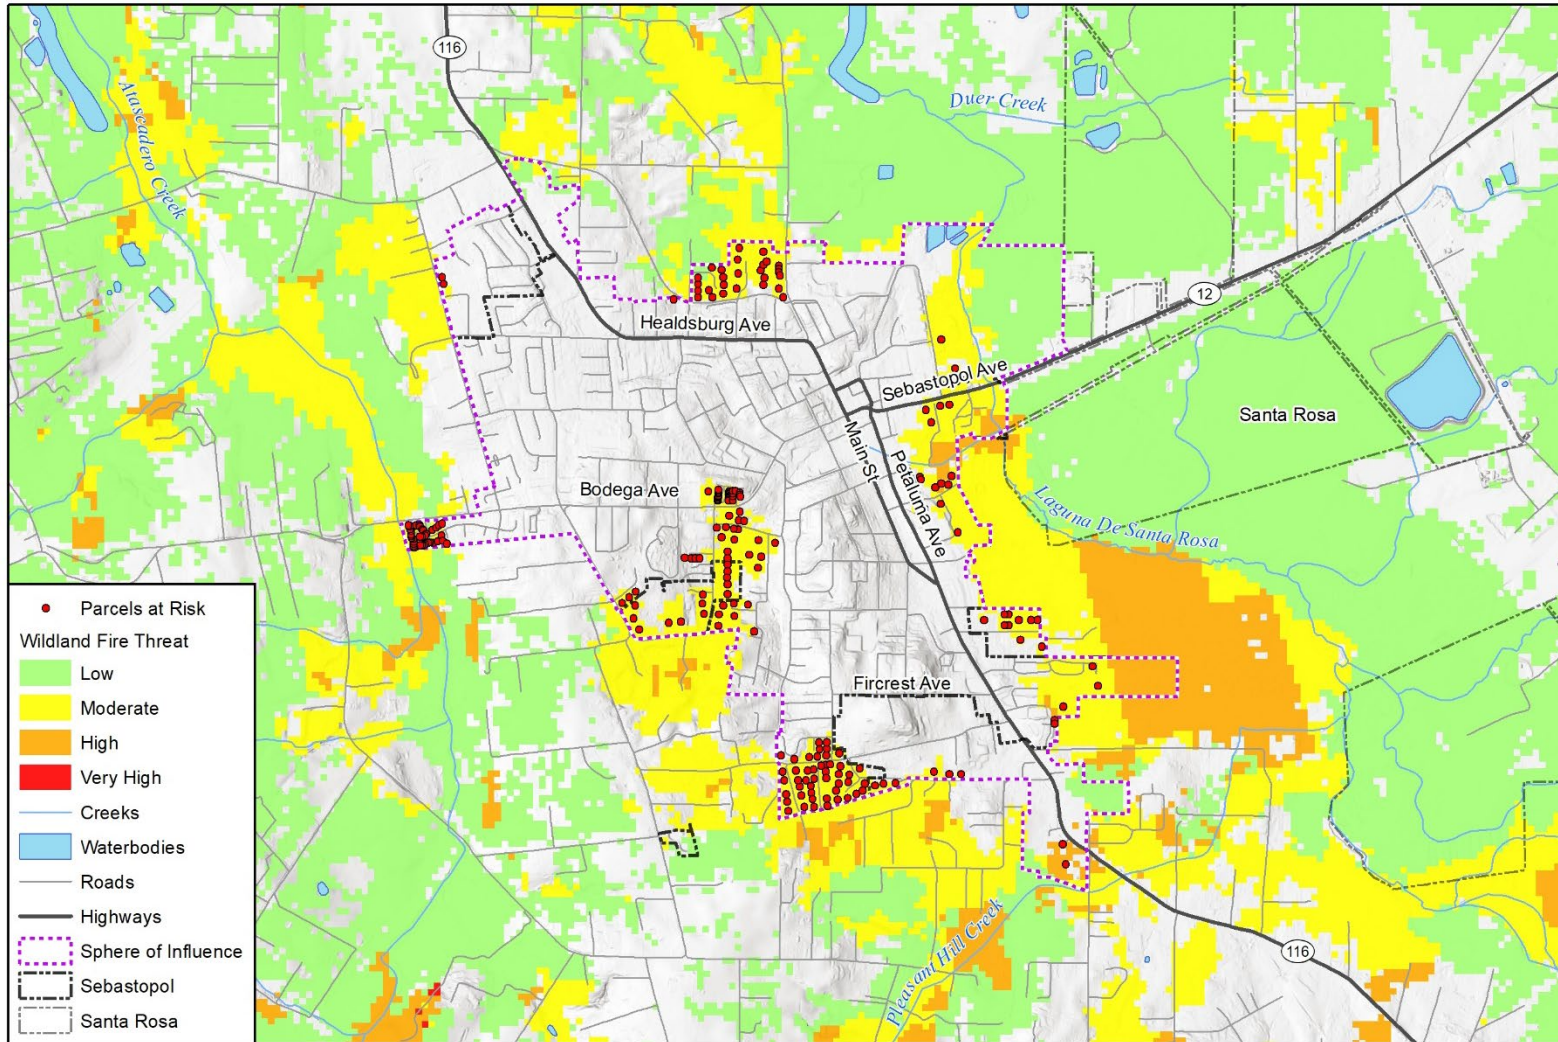 116
Atascadero Creek
Duer Creek
12
Healdsburg Ave
Sebastopol Ave
Santa Rosa
Main St
Petaluma Ave
Bodega Ave
Laguna De Santa Rosa
Fircrest Ave
Pleasant Hill Creek
116
Parcels at Risk
Wildland Fire Threat
Low
Moderate
High
Very High
Creeks
Waterbodies
Roads
Highways
Sphere of Influence
Sebastopol
Santa Rosa